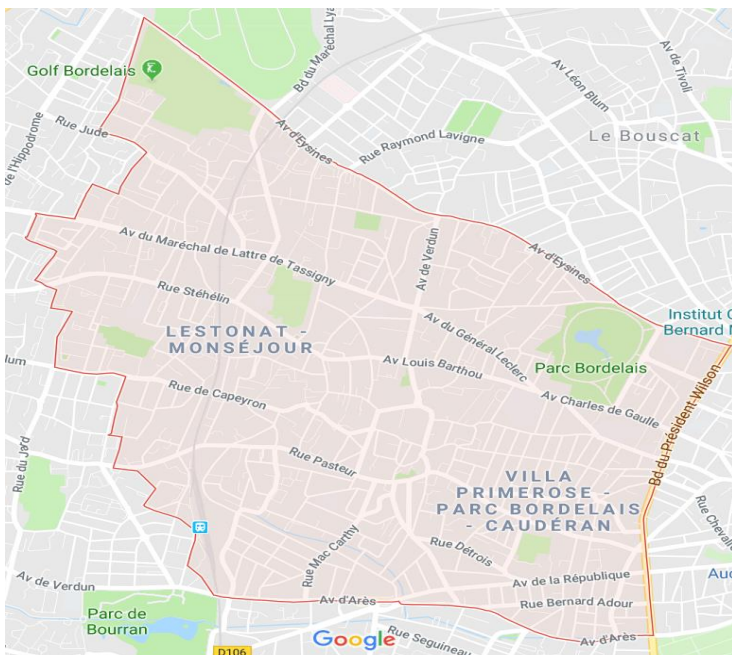 Golf Bordelais
Bd du Maréchal Lya
Av Léon Blum
Av de Tivoli
Rue Jude
de l'Hippodrome
Av d'Eysines
Rue Raymond Lavigne
Le Bouscat
Av du Maréchal de Lattre de Tassigny
Av de Verdun
Av d'Eysines
Rue Stéhélin
Institut
Bernard
LESTONAT -
MONSÉJOUR
Av du Général Leclerc
Av Louis Barthou
Parc Bordelais
lum
Rue de Capeyron
Av Charles de Gaulle
Bd du Président-Wilson
Rue du Jard
Rue Pasteur
VILLA
PRIMEROSE -
PARC BORDELAIS
- CAUDÉRAN
Rue Cheval
Rue Mac Carthy
Rue Détrois
Av de Verdun
Av de la République
Auc
Av d'Arès
Rue Bernard Adour
Parc de
Bourran
Google
Rue Seguineau
Av d'Arès
D106